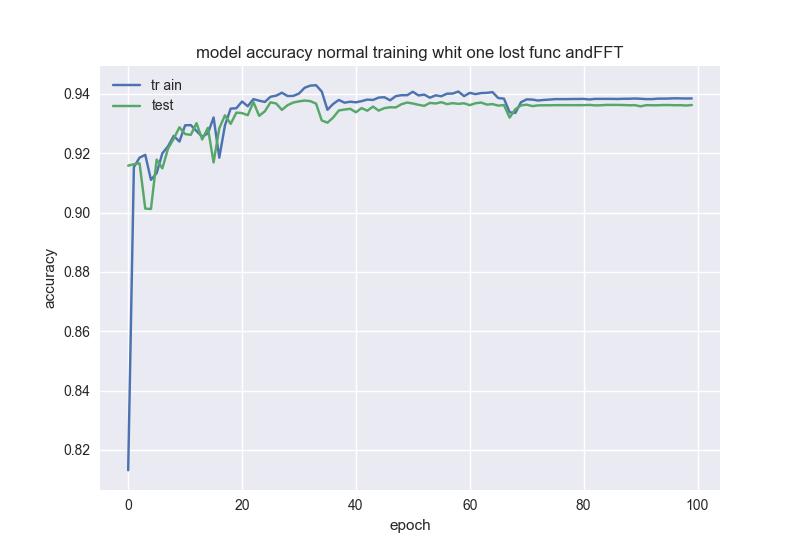 model accuracy normal training whit one lost func andFFT
tr ain
test
0.94
0.92
0.90
0.88
0.86
0.84
0.82
accuracy
0 20 40 60 80 100
epoch